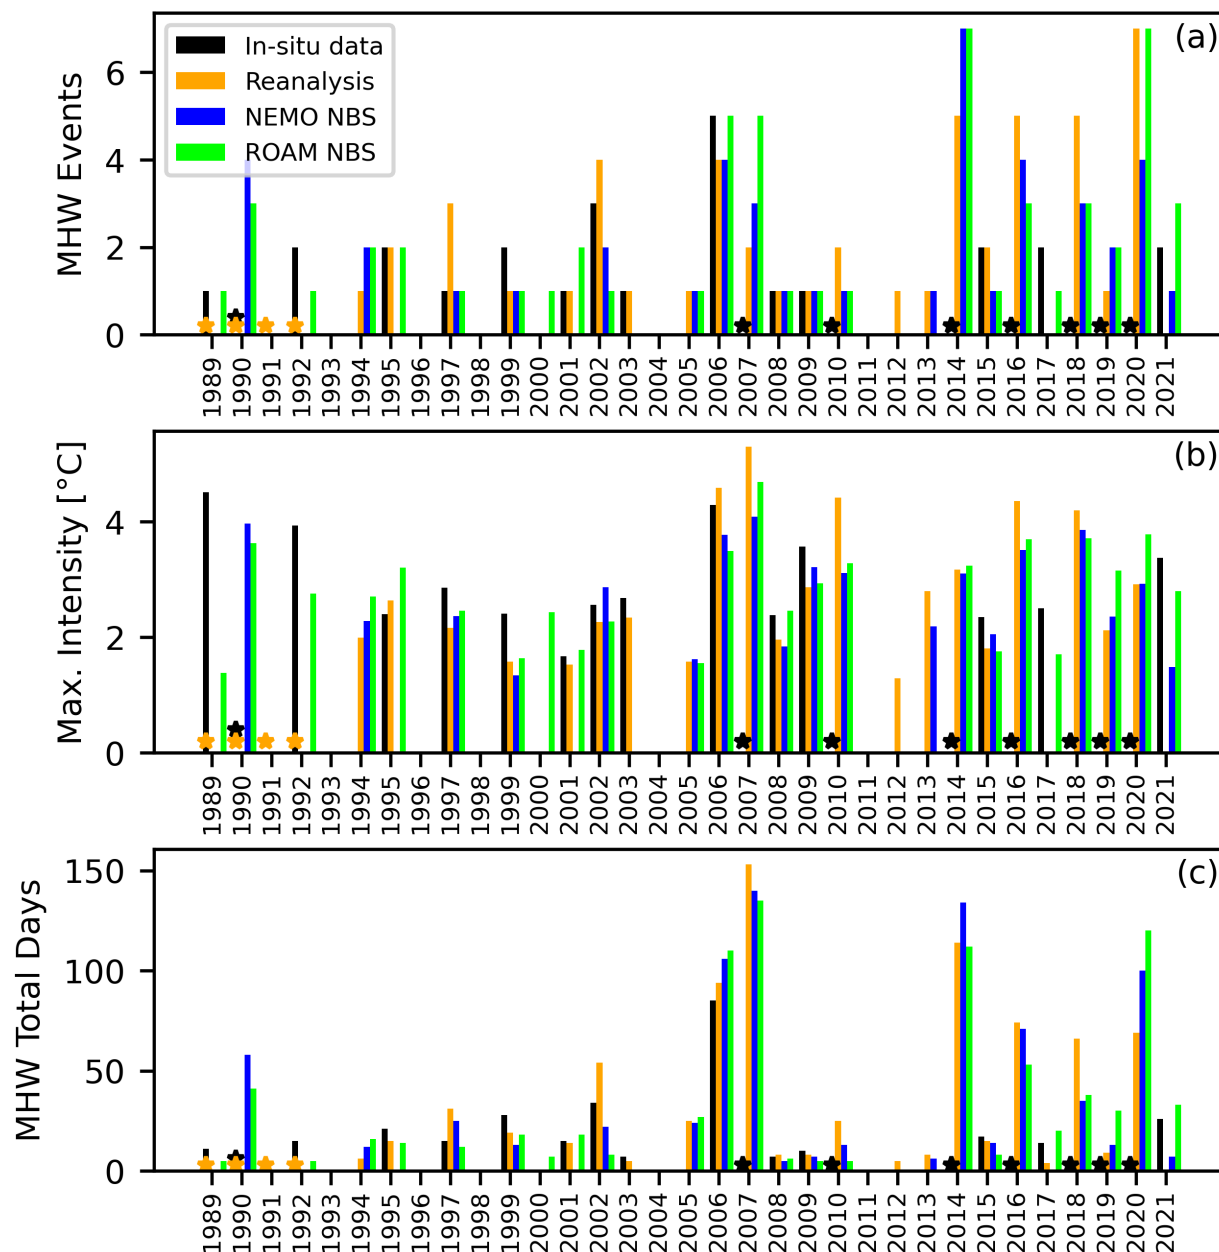 (a)
In-situ data
Reanalysis
NEMO NBS
ROAM NBS
MHW Events
6
4
2
0
1989 1990 1991 1992 1993 1994 1995 1996 1997 1998 1999 2000 2001 2002 2003 2004 2005 2006 2007 2008 2009 2010 2011 2012 2013 2014 2015 2016 2017 2018 2019 2020 2021
(b)
Max. Intensity [°C]
4
2
0
1989 1990 1991 1992 1993 1994 1995 1996 1997 1998 1999 2000 2001 2002 2003 2004 2005 2006 2007 2008 2009 2010 2011 2012 2013 2014 2015 2016 2017 2018 2019 2020 2021
(c)
MHW Total Days
150
100
50
0
1989 1990 1991 1992 1993 1994 1995 1996 1997 1998 1999 2000 2001 2002 2003 2004 2005 2006 2007 2008 2009 2010 2011 2012 2013 2014 2015 2016 2017 2018 2019 2020 2021